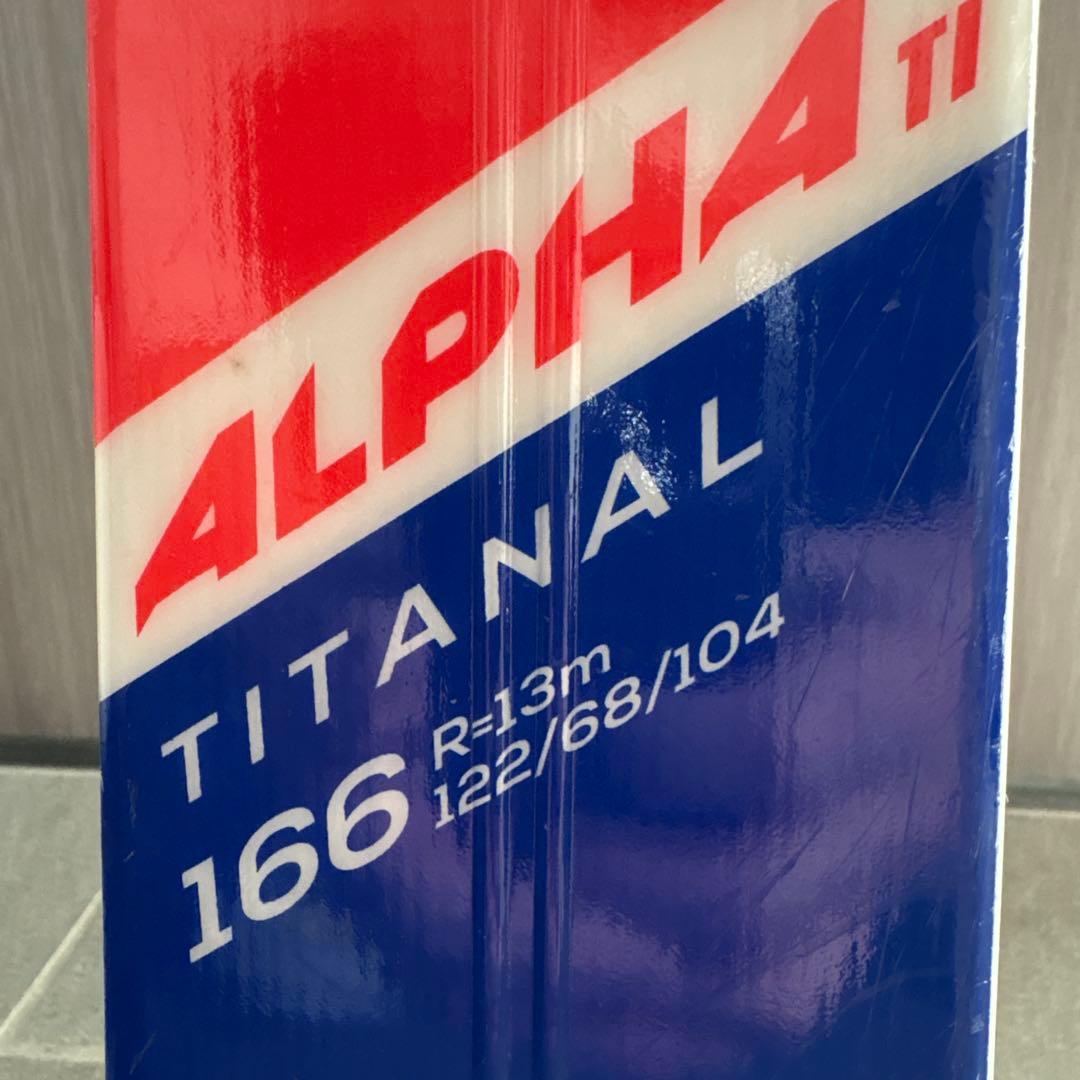 ALPHA TI
TITANAL
166
R=13m
122/68/104